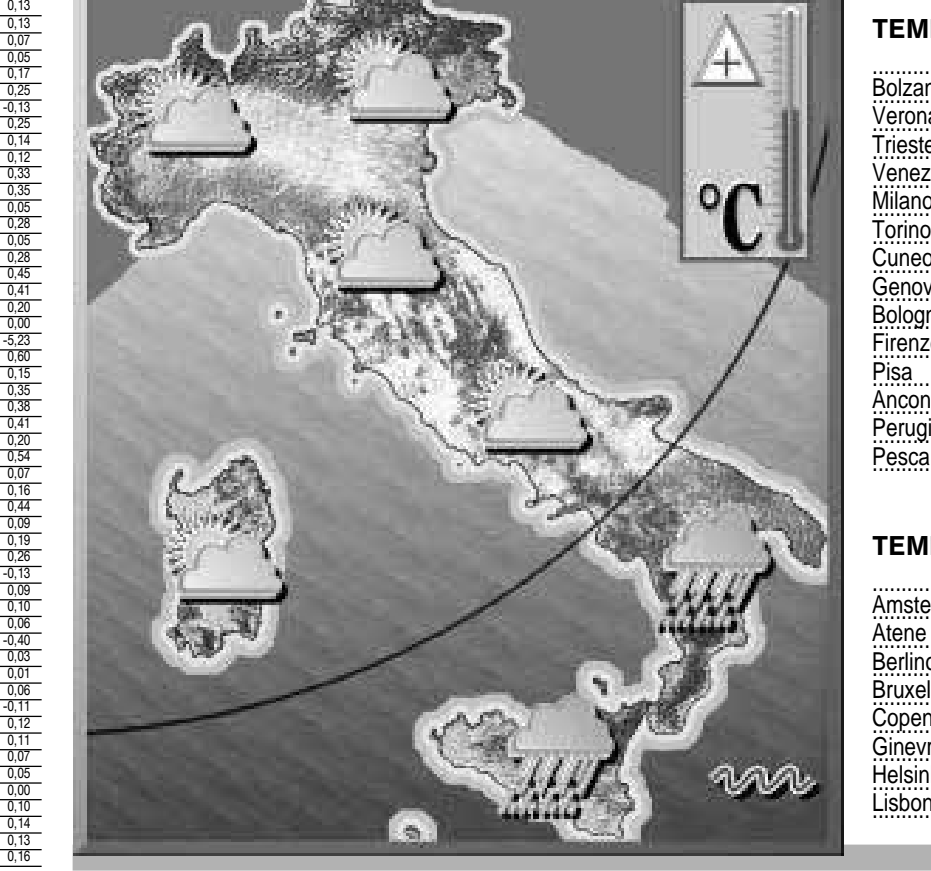 0,13
0,13
0,07
0,05
0,17
0,25
-0,13
0,25
0,14
0,12
0,33
0,35
0,05
0,28
0,05
0,28
0,45
0,41
0,20
0,00
-5,23
0,60
0,15
0,35
0,38
0,41
0,20
0,54
0,07
0,16
0,44
0,09
0,19
0,26
-0,13
0,09
0,10
0,06
-0,40
0,03
0,01
0,06
-0,11
0,12
0,11
0,07
0,05
0,00
0,10
0,14
0,13
0,16
+
°C
TEM
Bolzan
Verona
Trieste
Venez
Milano
Torino
Cuneo
Genov
Bologn
Firenz
Pisa
Ancon
Perugi
Pesca
TEM
Amste
Atene
Berlino
Bruxel
Copen
Ginevr
Helsin
Lisbon